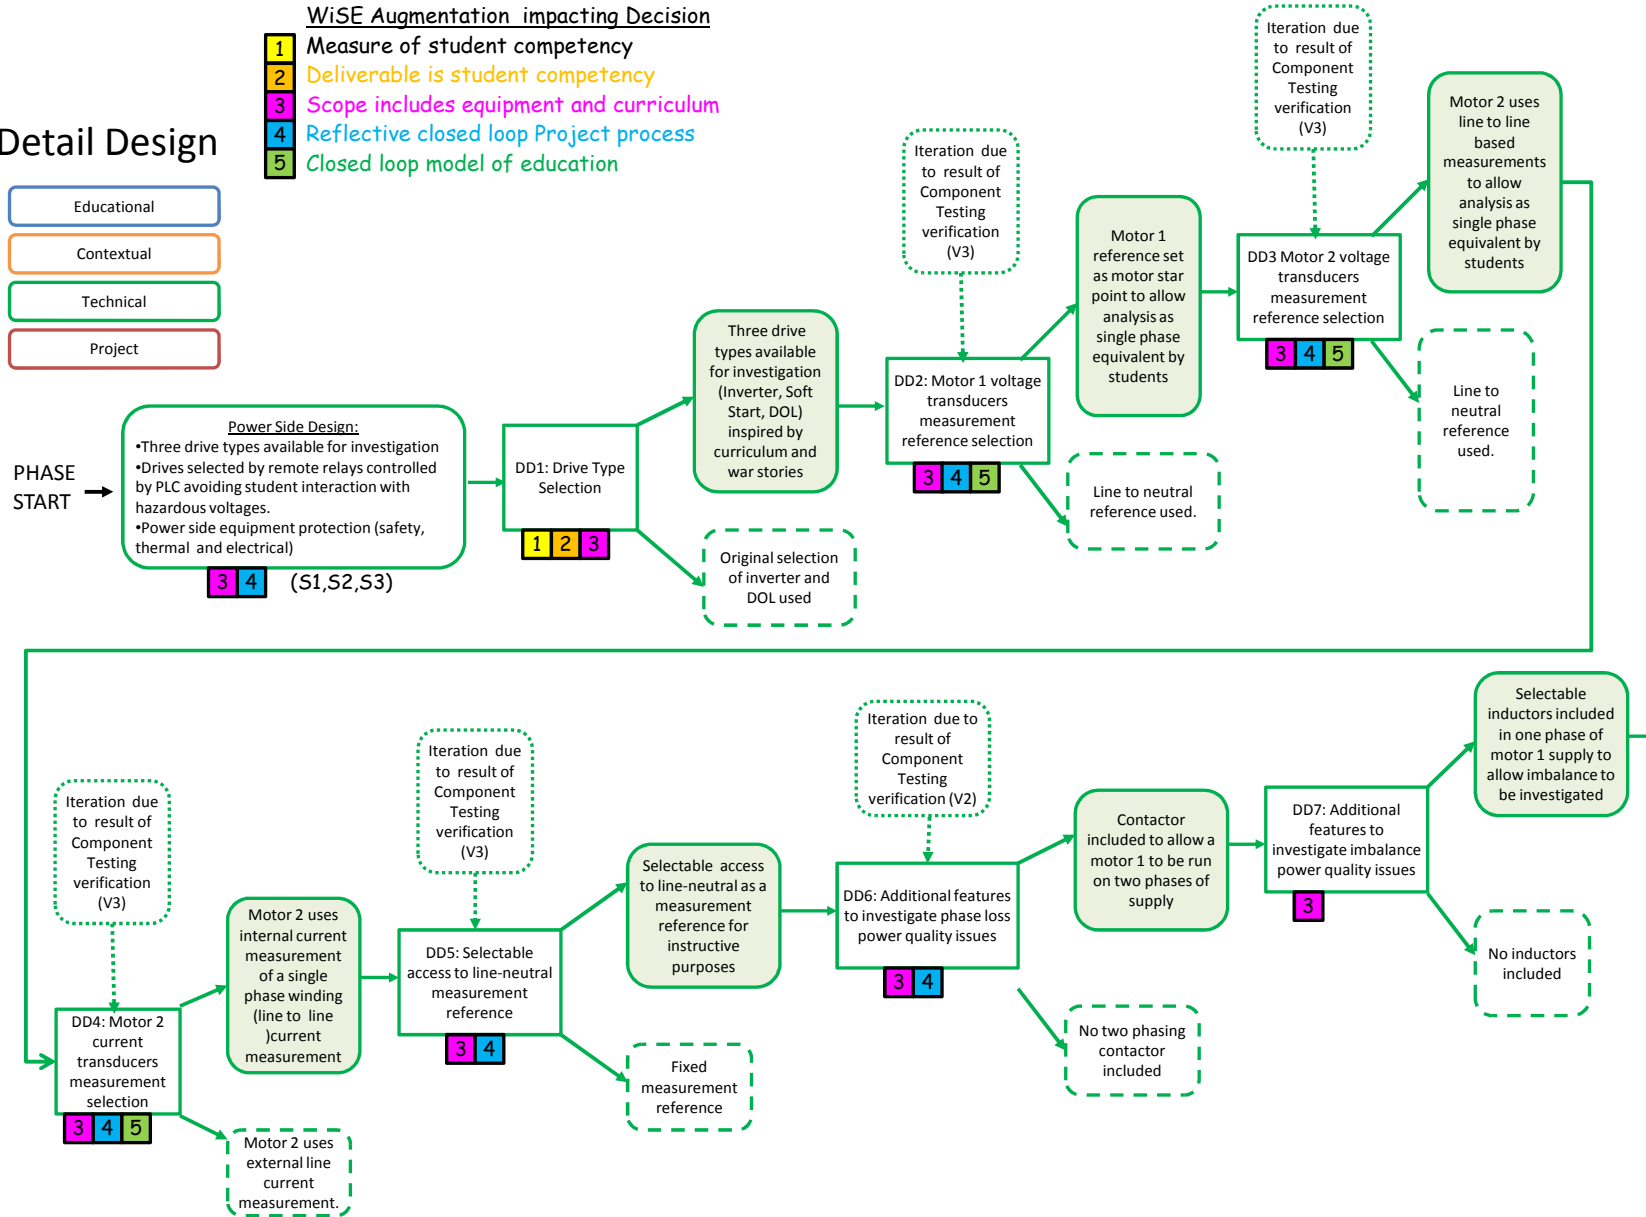 WiSE Augmentation impacting Decision
1 Measure of student competency
2 Deliverable is student competency
3 Scope includes equipment and curriculum
4 Reflective closed loop Project process
5 Closed loop model of education
Detail Design
Educational
Contextual
Technical
Project
PHASE
START
Power Side Design:
•Three drive types available for investigation
•Drives selected by remote relays controlled
by PLC avoiding student interaction with
hazardous voltages.
•Power side equipment protection (safety,
thermal and electrical)
3 4 (S1,S2,S3)
DD1: Drive Type
Selection
1 2 3
Three drive
types available
for investigation
(Inverter, Soft
Start, DOL)
inspired by
curriculum and
war stories
Original selection
of inverter and
DOL used
Iteration due
to result of
Component
Testing
verification
(V3)
DD2: Motor 1 voltage
transducers
measurement
reference selection
3 4 5
Motor 1
reference set
as motor star
point to allow
analysis as
single phase
equivalent by
students
Line to neutral
reference used.
Iteration due
to result of
Component
Testing
verification
(V3)
DD3 Motor 2 voltage
transducers
measurement
reference selection
3 4 5
Motor 2 uses
line to line
based
measurements
to allow
analysis as
single phase
equivalent by
students
Line to
neutral
reference
used.
Iteration due
to result of
Component
Testing
verification
(V3)
DD4: Motor 2
current
transducers
measurement
selection
3 4 5
Motor 2 uses
internal current
measurement
of a single
phase winding
(line to line
)current
measurement
Motor 2 uses
external line
current
measurement.
Iteration due
to result of
Component
Testing
verification
(V3)
DD5: Selectable
access to line-neutral
measurement
reference
3 4
Selectable access
to line-neutral as a
measurement
reference for
instructive
purposes
Fixed
measurement
reference
Iteration due to
result of
Component
Testing
verification (V2)
DD6: Additional features
to investigate phase loss
power quality issues
3 4
Contactor
included to allow a
motor 1 to be run
on two phases of
supply
No two phasing
contactor
included
DD7: Additional
features to
investigate imbalance
power quality issues
3
Selectable
inductors included
in one phase of
motor 1 supply to
allow imbalance to
be investigated
No inductors
included